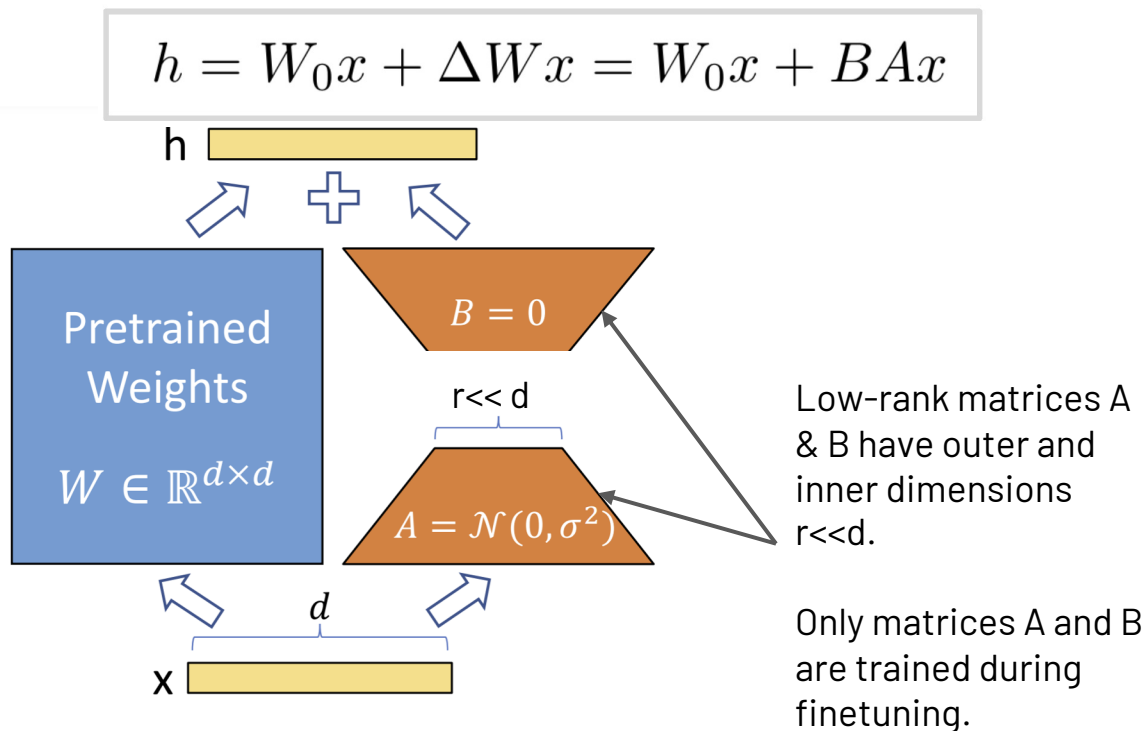 h = W₀x + ΔWx = W₀x + BAx
h
Pretrained
Weights
W ∈ ℝ^{d×d}
B = 0
r<< d
A = 𝒩(0, σ²)
d
x
Low-rank matrices A
& B have outer and
inner dimensions
r<<d.
Only matrices A and B
are trained during
finetuning.